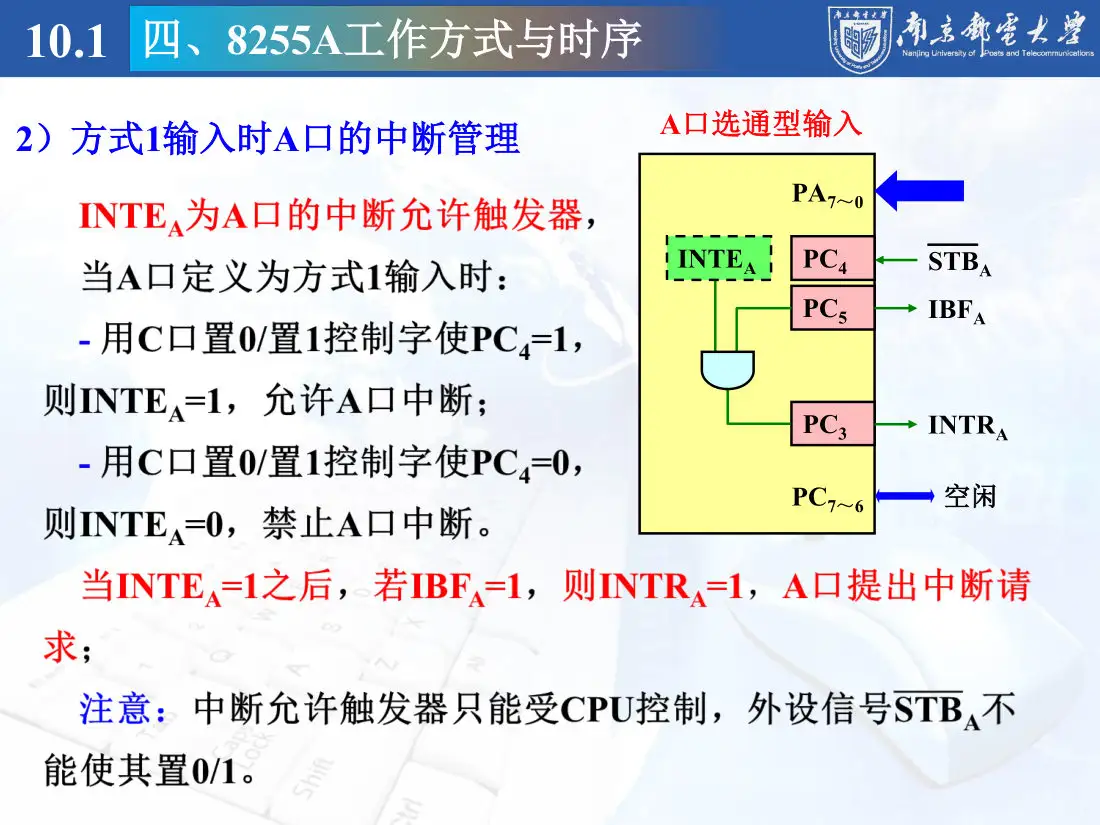 10.1 四、8255A工作方式与时序
南京邮电大学
Nanjing University of Posts and Telecommunications
2）方式1输入时A口的中断管理
INTEA为A口的中断允许触发器，
当A口定义为方式1输入时：
- 用C口置0/置1控制字使PC4=1，
则INTEA=1，允许A口中断；
- 用C口置0/置1控制字使PC4=0，
则INTEA=0，禁止A口中断。
当INTEA=1之后，若IBFA=1，则INTRA=1，A口提出中断请
求；
注意：中断允许触发器只能受CPU控制，外设信号S̅T̅B̅A不
能使其置0/1。
A口选通型输入
PA7～0
INTEA
PC4
S̅T̅B̅A
PC5
IBFA
PC3
INTRA
PC7～6
空闲